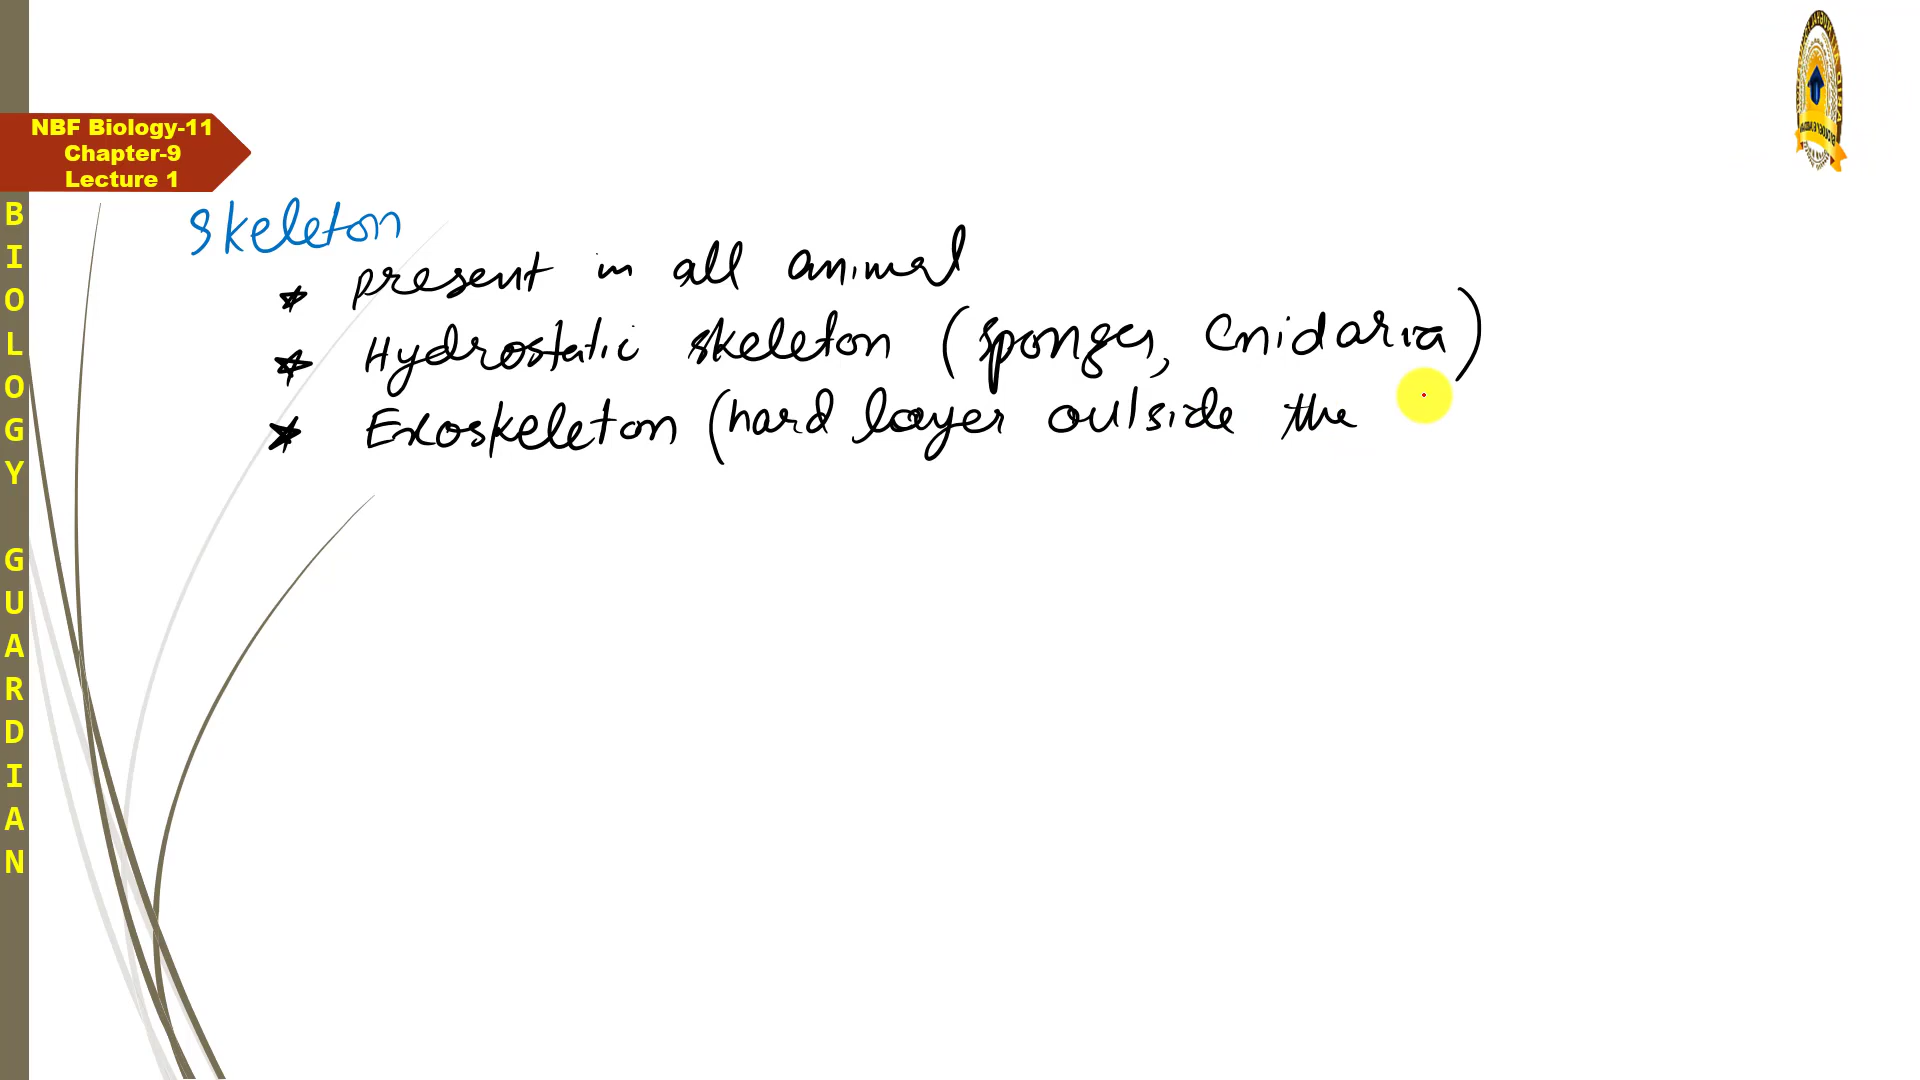 NBF Biology-11
Chapter-9
Lecture 1
BIOLOGY GUARDIAN
Skeleton
* present in all animal
* Hydrostatic skeleton (sponges, Cnidaria)
* Exoskeleton (hard layer outside the